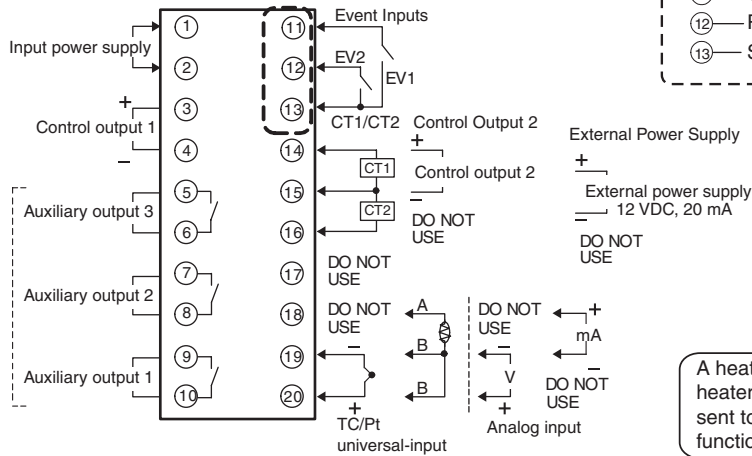 Input power supply
+
Control output 1
−
Auxiliary output 3
Auxiliary output 2
Auxiliary output 1
1
2
3
4
5
6
7
8
9
10
11
12
13
14
15
16
17
18
19
20
Event Inputs
EV2
EV1
CT1/CT2
CT1
CT2
Control Output 2
+
Control output 2
−
DO NOT
USE
External Power Supply
+
External power supply
12 VDC, 20 mA
−
DO NOT
USE
DO NOT
USE
DO NOT
USE
−
+
TC/Pt
universal-input
A
B
B
DO NOT
USE
−
V
+
Analog input
+
mA
−
DO NOT
USE
12
13
A heat
heater
sent to
functio